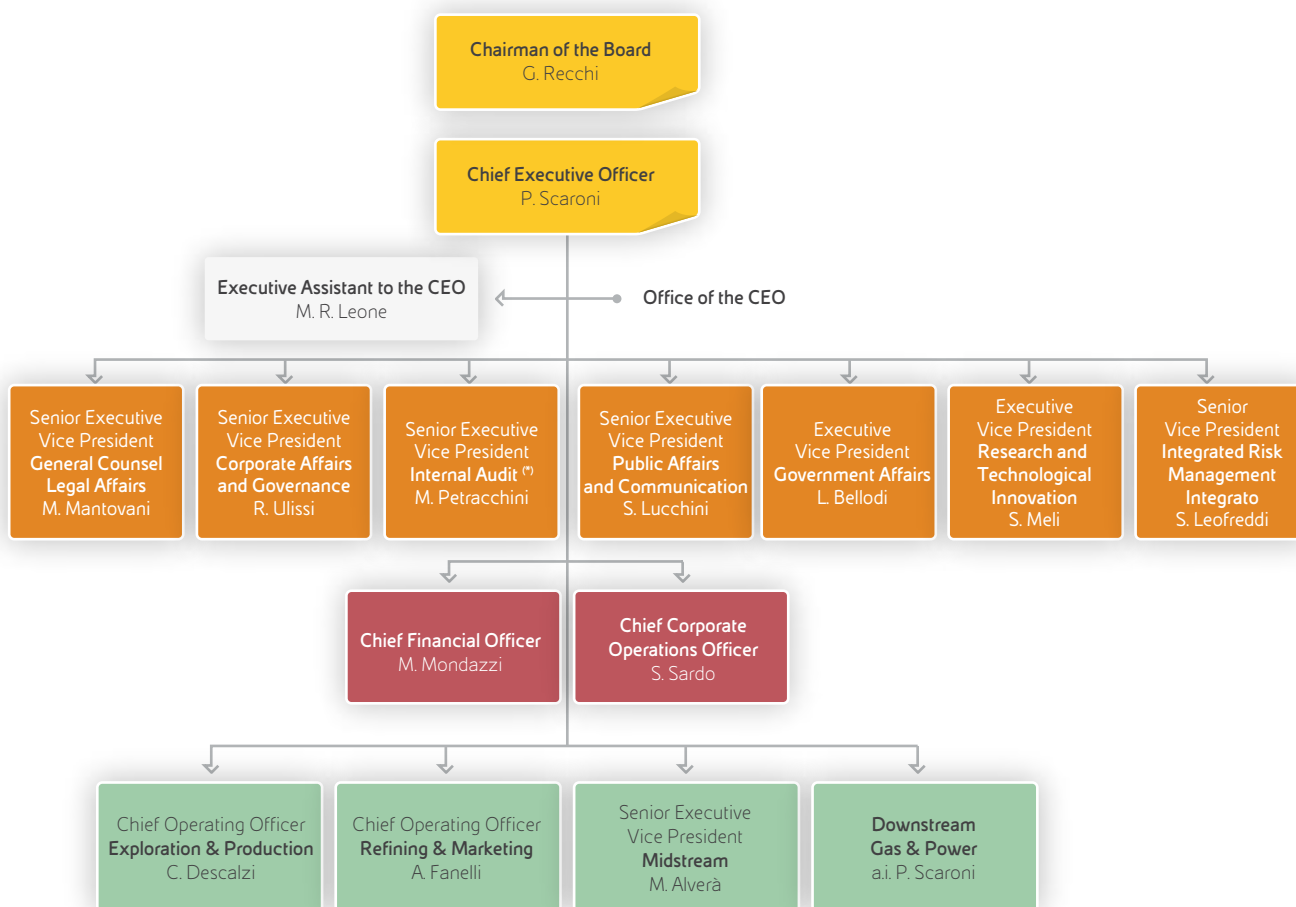 Chairman of the Board
G. Recchi
Chief Executive Officer
P. Scaroni
Executive Assistant to the CEO
M. R. Leone
Office of the CEO
Senior Executive
Vice President
General Counsel
Legal Affairs
M. Mantovani
Senior Executive
Vice President
Corporate Affairs
and Governance
R. Ulissi
Senior Executive
Vice President
Internal Audit (*)
M. Petracchini
Senior Executive
Vice President
Public Affairs
and Communication
S. Lucchini
Executive
Vice President
Government Affairs
L. Bellodi
Executive
Vice President
Research and
Technological
Innovation
S. Meli
Senior
Vice President
Integrated Risk
Management
Integrato
S. Leofreddi
Chief Financial Officer
M. Mondazzi
Chief Corporate
Operations Officer
S. Sardo
Chief Operating Officer
Exploration & Production
C. Descalzi
Chief Operating Officer
Refining & Marketing
A. Fanelli
Senior Executive
Vice President
Midstream
M. Alverà
Downstream
Gas & Power
a.i. P. Scaroni